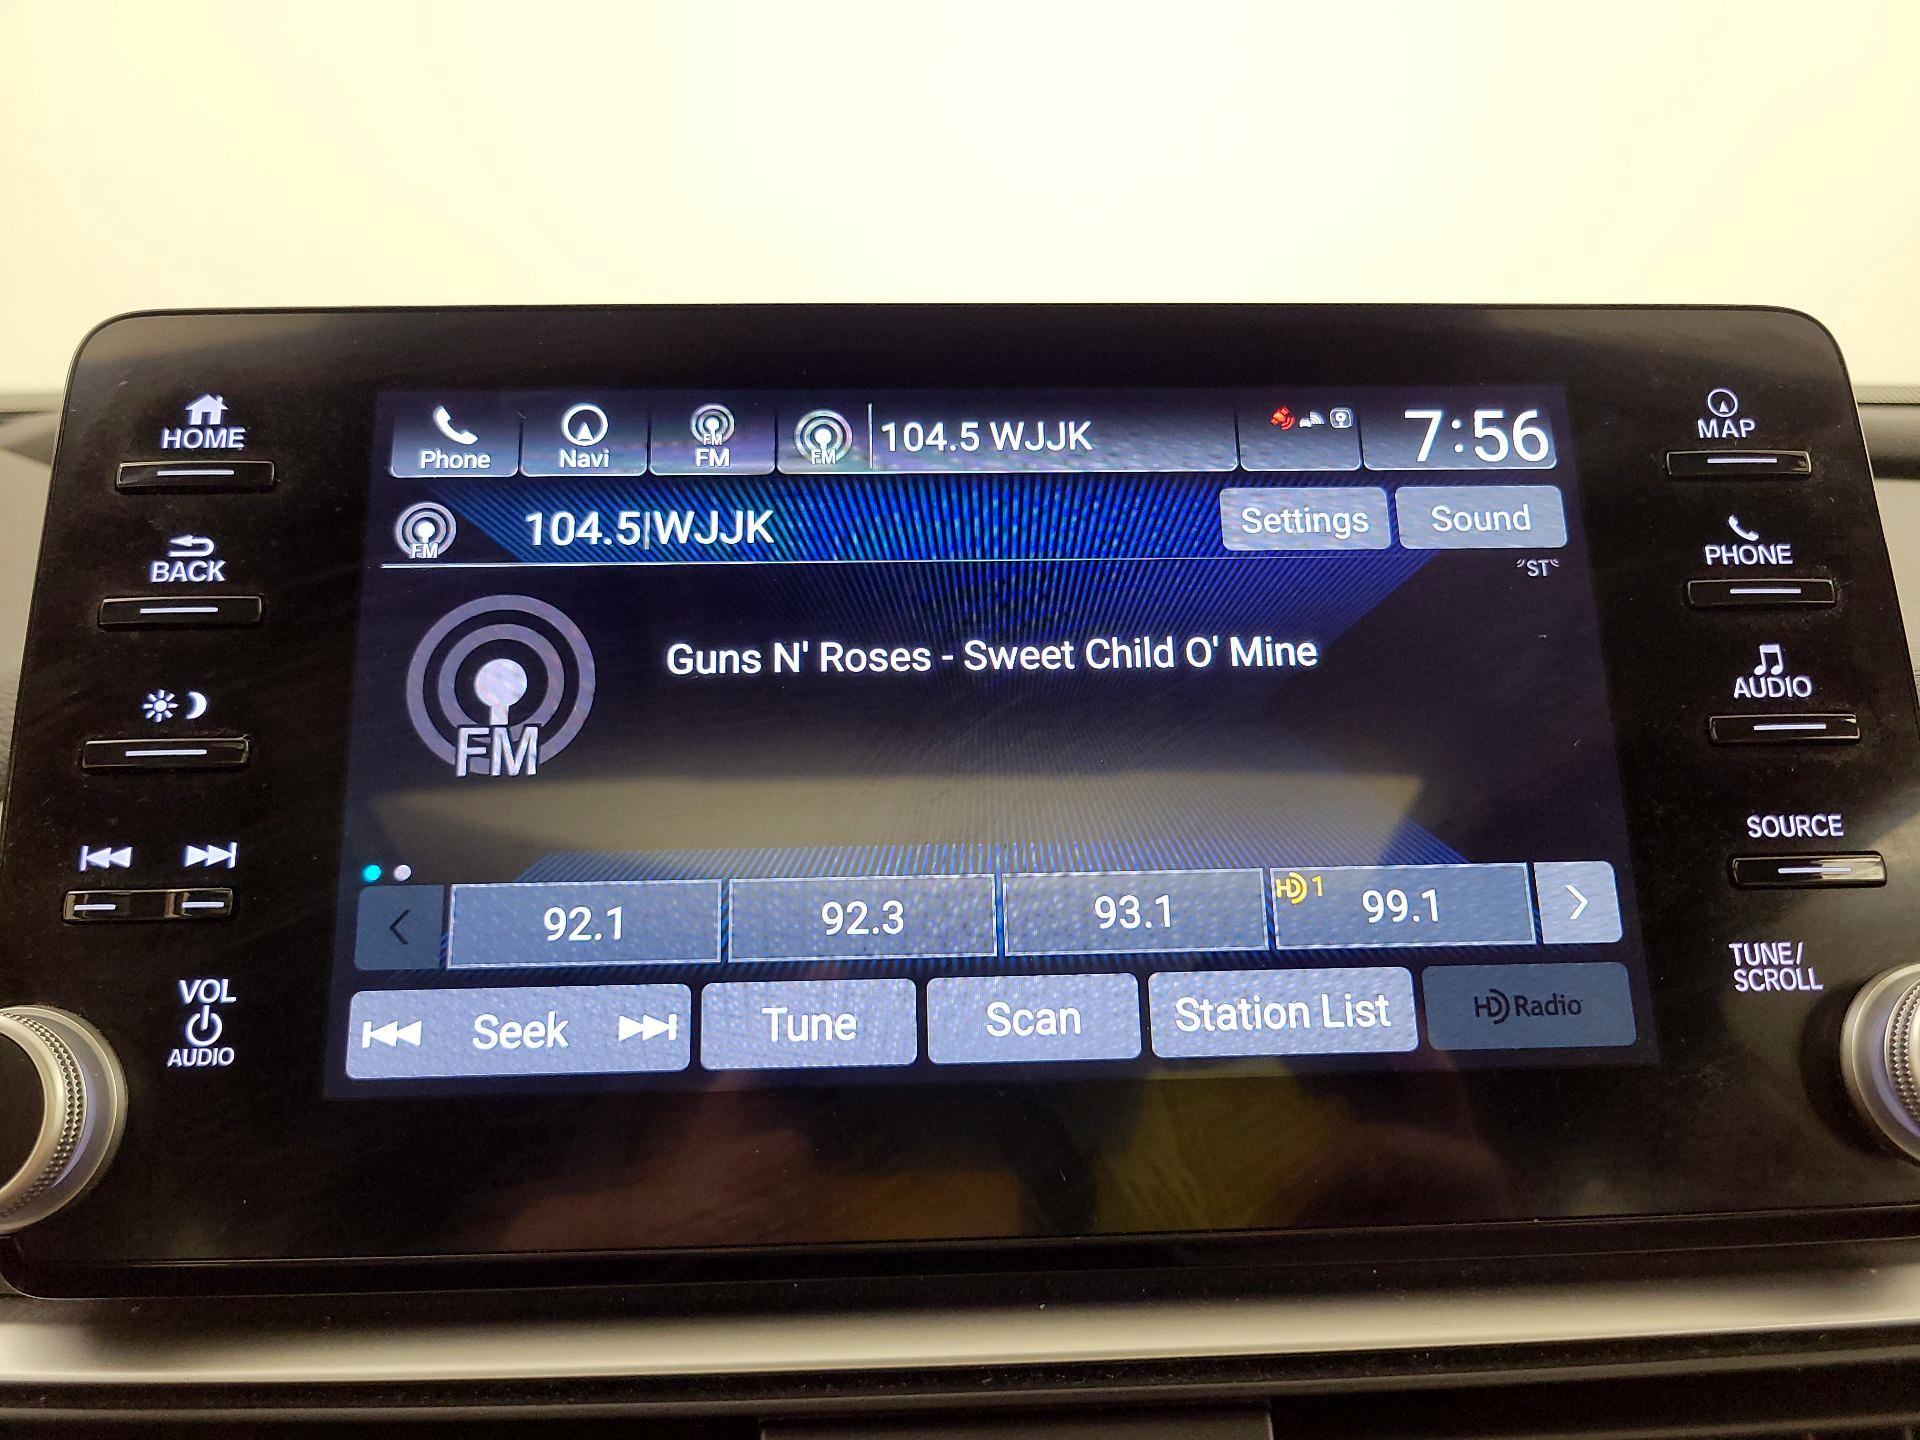 HOME
BACK
VOL
AUDIO
Phone
Navi
FM
FM
FM
104.5 WJJK
7:56
FM
104.5|WJJK
Settings
Sound
"ST"
FM
Guns N' Roses - Sweet Child O' Mine
92.1
92.3
93.1
HD 1
99.1
Seek
Tune
Scan
Station List
HD Radio
MAP
PHONE
AUDIO
SOURCE
TUNE/
SCROLL